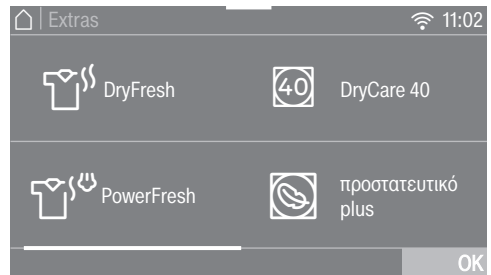 Extras 11:02
DryFresh
40 DryCare 40
PowerFresh
προστατευτικό
plus
OK